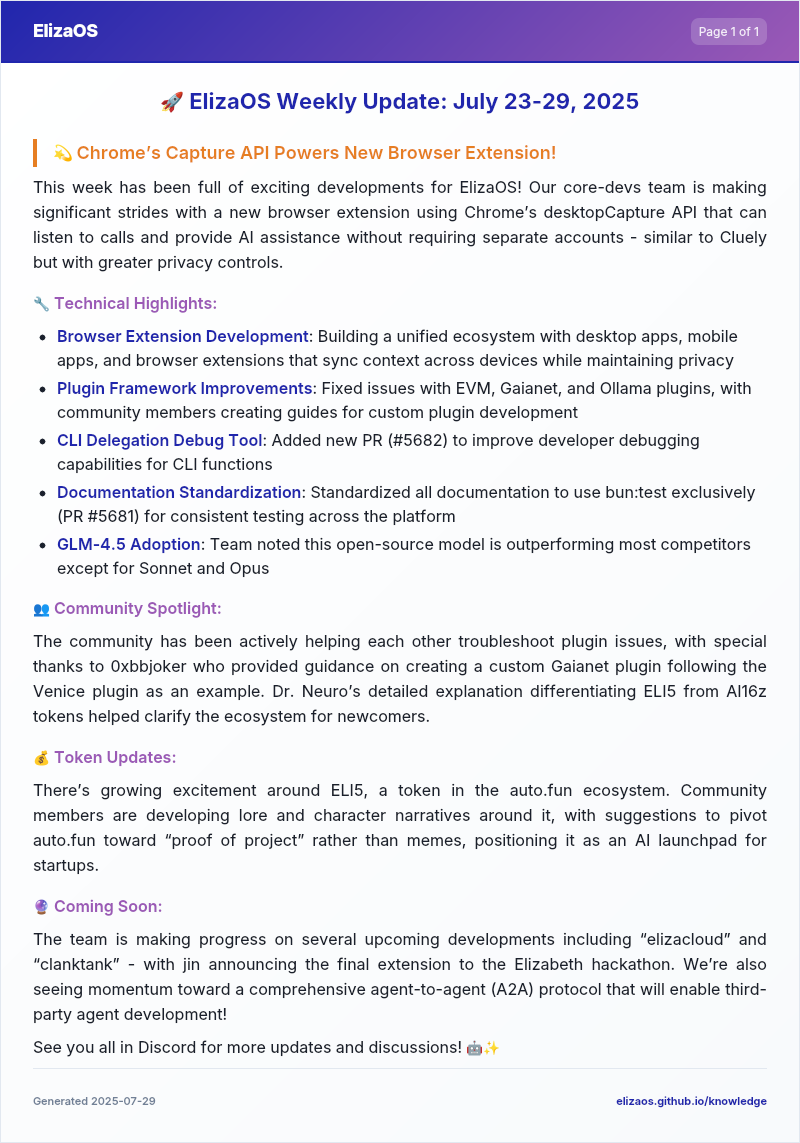 ElizaOS
Page 1 of 1
🚀 ElizaOS Weekly Update: July 23-29, 2025
💫 Chrome’s Capture API Powers New Browser Extension!
This week has been full of exciting developments for ElizaOS! Our core-devs team is making
significant strides with a new browser extension using Chrome’s desktopCapture API that can
listen to calls and provide AI assistance without requiring separate accounts - similar to Cluely
but with greater privacy controls.
🔧 Technical Highlights:
• Browser Extension Development: Building a unified ecosystem with desktop apps, mobile
apps, and browser extensions that sync context across devices while maintaining privacy
• Plugin Framework Improvements: Fixed issues with EVM, Gaianet, and Ollama plugins, with
community members creating guides for custom plugin development
• CLI Delegation Debug Tool: Added new PR (#5682) to improve developer debugging
capabilities for CLI functions
• Documentation Standardization: Standardized all documentation to use bun:test exclusively
(PR #5681) for consistent testing across the platform
• GLM-4.5 Adoption: Team noted this open-source model is outperforming most competitors
except for Sonnet and Opus
👥 Community Spotlight:
The community has been actively helping each other troubleshoot plugin issues, with special
thanks to 0xbbjoker who provided guidance on creating a custom Gaianet plugin following the
Venice plugin as an example. Dr. Neuro’s detailed explanation differentiating ELI5 from AI16z
tokens helped clarify the ecosystem for newcomers.
💰 Token Updates:
There’s growing excitement around ELI5, a token in the auto.fun ecosystem. Community
members are developing lore and character narratives around it, with suggestions to pivot
auto.fun toward “proof of project” rather than memes, positioning it as an AI launchpad for
startups.
🔮 Coming Soon:
The team is making progress on several upcoming developments including “elizacloud” and
“clanktank” - with jin announcing the final extension to the Elizabeth hackathon. We’re also
seeing momentum toward a comprehensive agent-to-agent (A2A) protocol that will enable third-
party agent development!
See you all in Discord for more updates and discussions! 🤖✨
Generated 2025-07-29
elizaos.github.io/knowledge